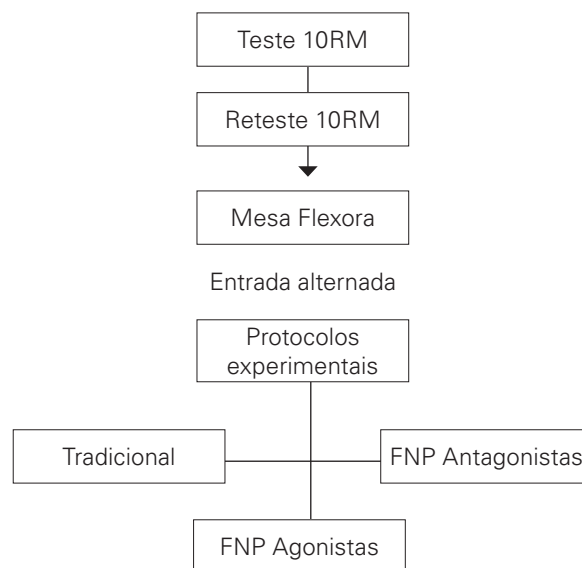 Teste 10RM
Reteste 10RM
Mesa Flexora
Entrada alternada
Protocolos
experimentais
Tradicional
FNP Antagonistas
FNP Agonistas